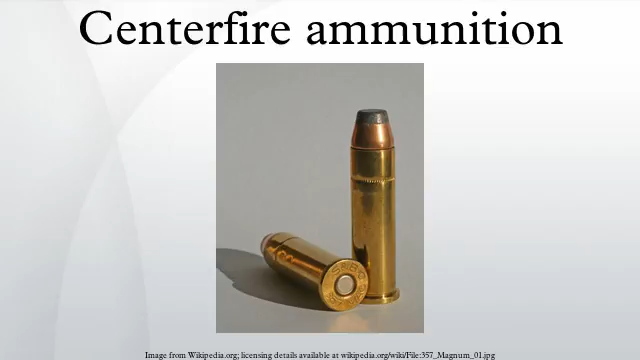 Centerfire ammunition
Image from Wikipedia.org; licensing details available at wikipedia.org/wiki/File:357_Magnum_01.jpg